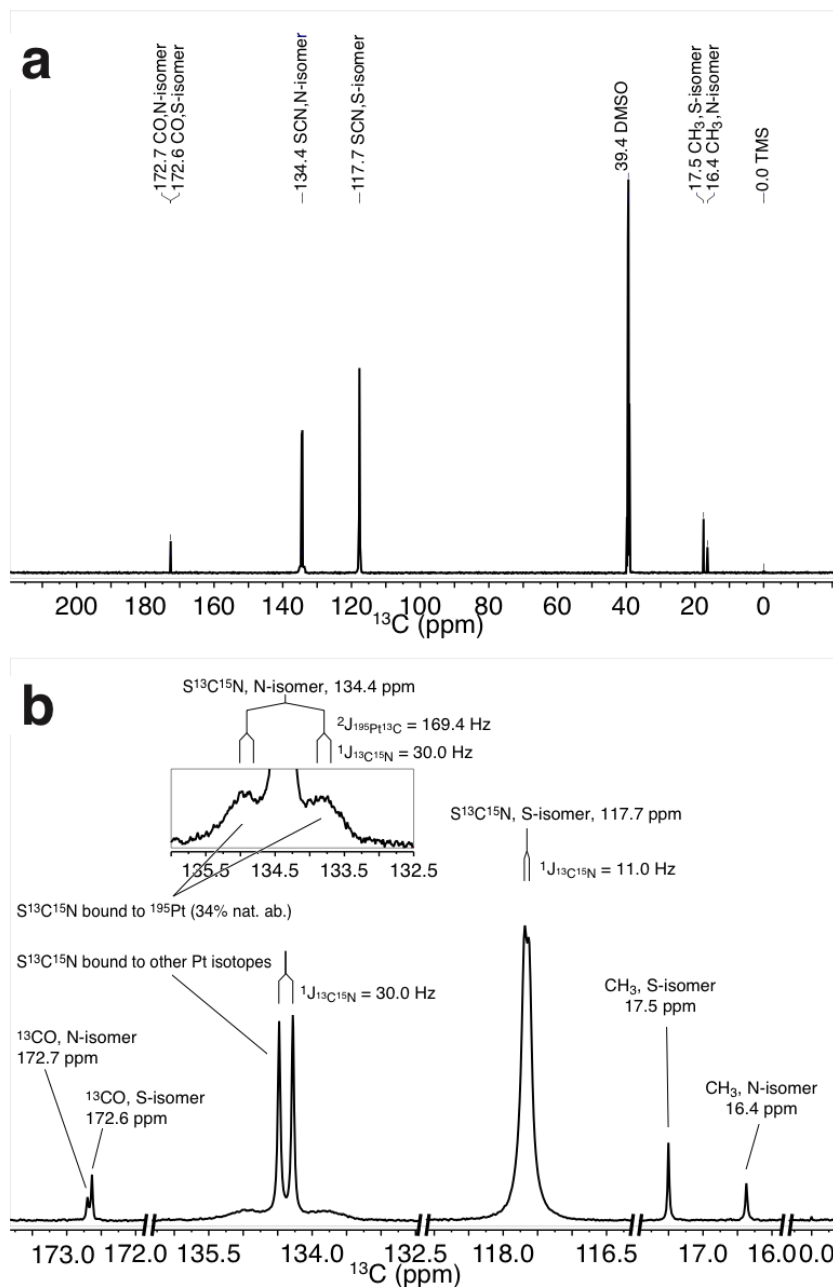 a
172.7 CO,N-isomer
172.6 CO,S-isomer
134.4 SCN,N-isomer
117.7 SCN,S-isomer
39.4 DMSO
17.5 CH₃,S-isomer
16.4 CH₃,N-isomer
0.0 TMS
200 180 160 140 120 100 80 60 40 20 0
¹³C (ppm)
b
S¹³C¹⁵N, N-isomer, 134.4 ppm
²J₁₉₅Pt₁₃C = 169.4 Hz
¹J₁₃C₁₅N = 30.0 Hz
135.5 134.5 133.5 132.5
S¹³C¹⁵N, S-isomer, 117.7 ppm
¹J₁₃C₁₅N = 11.0 Hz
S¹³C¹⁵N bound to ¹⁹⁵Pt (34% nat. ab.)
S¹³C¹⁵N bound to other Pt isotopes
¹J₁₃C₁₅N = 30.0 Hz
CH₃, S-isomer
17.5 ppm
¹³CO, N-isomer
172.7 ppm
¹³CO, S-isomer
172.6 ppm
CH₃, N-isomer
16.4 ppm
173.0 172.0 135.5 134.0 132.5 118.0 116.5 17.0 16.0 0.0
¹³C (ppm)